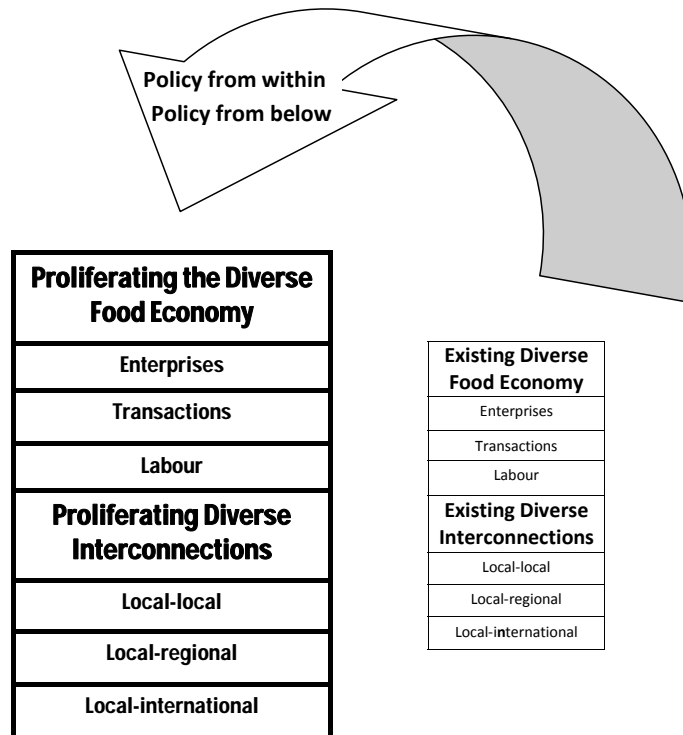 Policy from within
Policy from below
Proliferating the Diverse
Food Economy
Enterprises
Transactions
Labour
Proliferating Diverse
Interconnections
Local-local
Local-regional
Local-international
Existing Diverse
Food Economy
Enterprises
Transactions
Labour
Existing Diverse
Interconnections
Local-local
Local-regional
Local-international